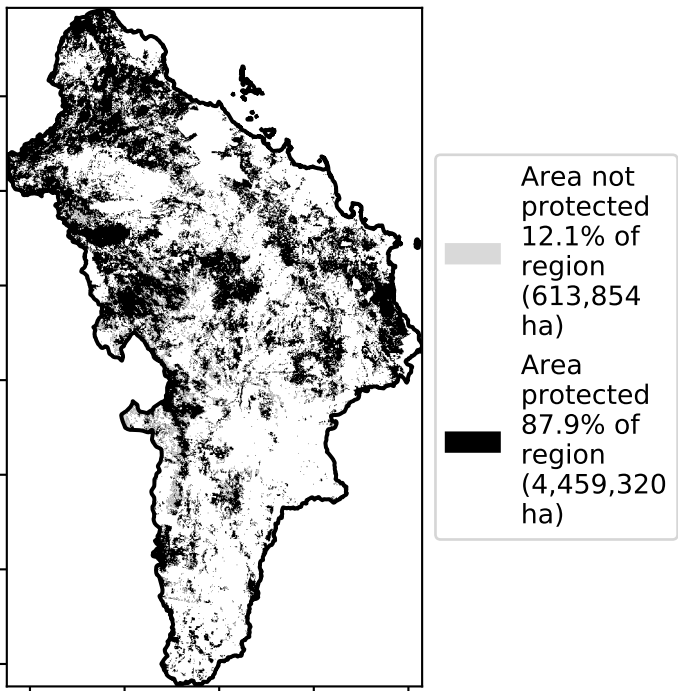 Area not
protected
12.1% of
region
(613,854
ha)
Area
protected
87.9% of
region
(4,459,320
ha)